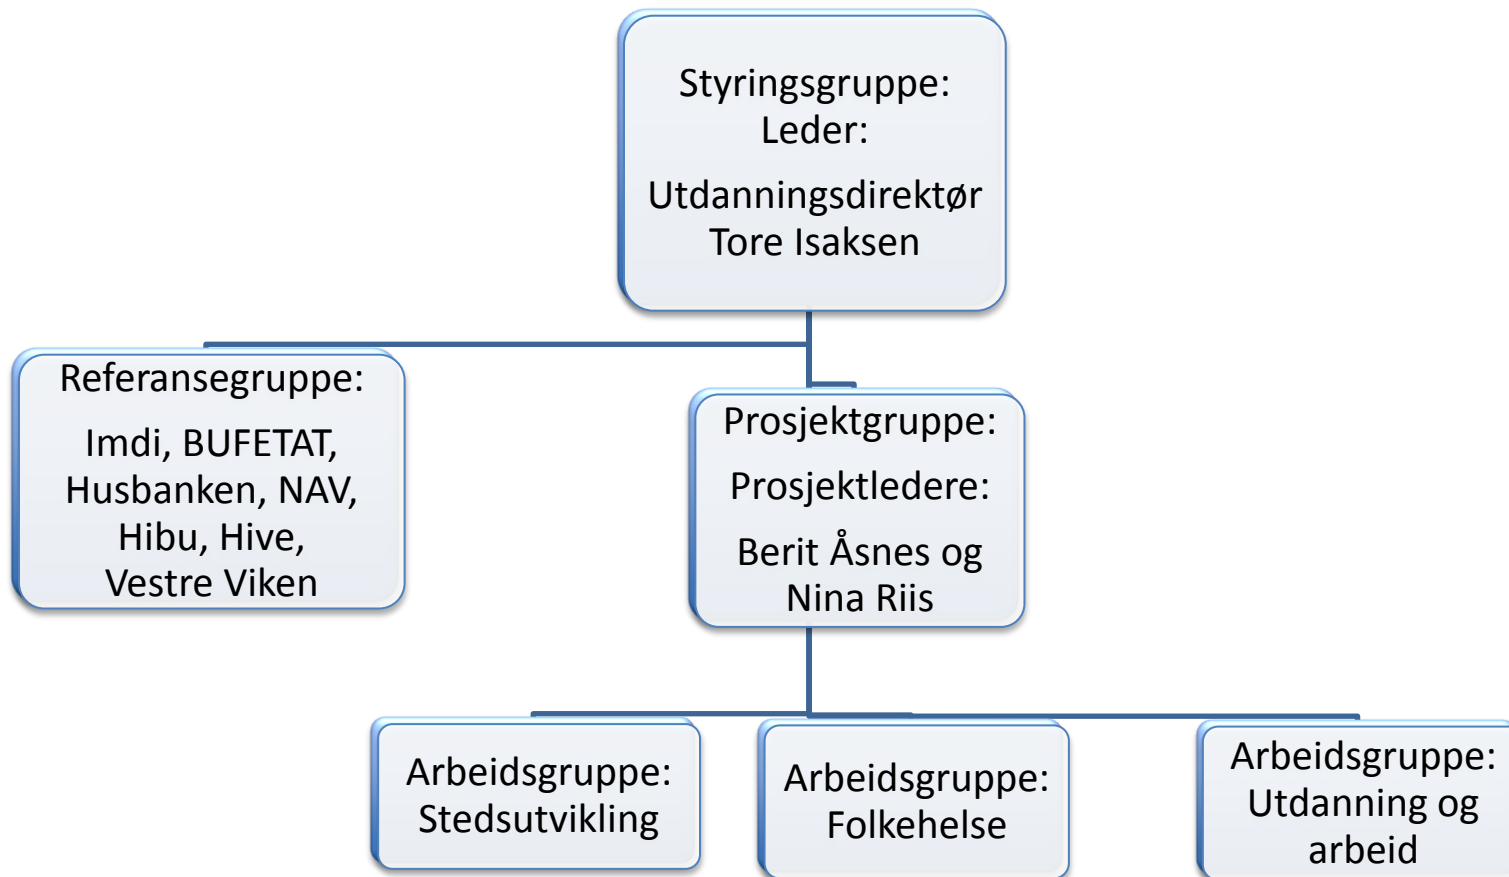 Styringsgruppe:
Leder:
Utdanningsdirektør
Tore Isaksen
Referansegruppe:
Imdi, BUFETAT,
Husbanken, NAV,
Hibu, Hive,
Vestre Viken
Prosjektgruppe:
Prosjektledere:
Berit Åsnes og
Nina Riis
Arbeidsgruppe:
Stedsutvikling
Arbeidsgruppe:
Folkehelse
Arbeidsgruppe:
Utdanning og
arbeid